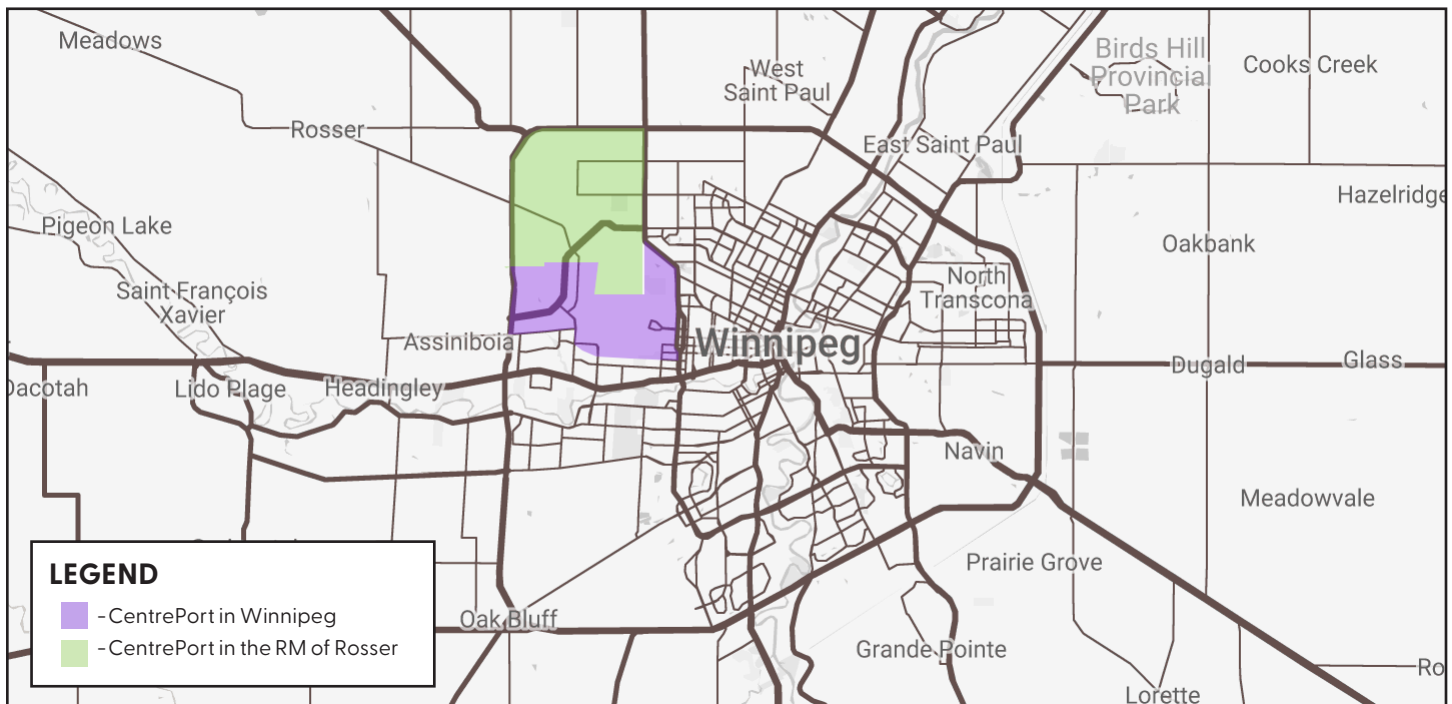 Meadows
West
Saint Paul
Birds Hill
Provincial
Park
Cooks Creek
Rosser
East Saint Paul
Hazelridge
Pigeon Lake
Oakbank
North
Transcona
Saint François
Xavier
Assiniboia
Winnipeg
Dugald
Glass
Dacotah
Lido Plage
Headingley
Navin
Meadowvale
Prairie Grove
Oak Bluff
Grande Pointe
Ro
Lorette
LEGEND
- CentrePort in Winnipeg
- CentrePort in the RM of Rosser